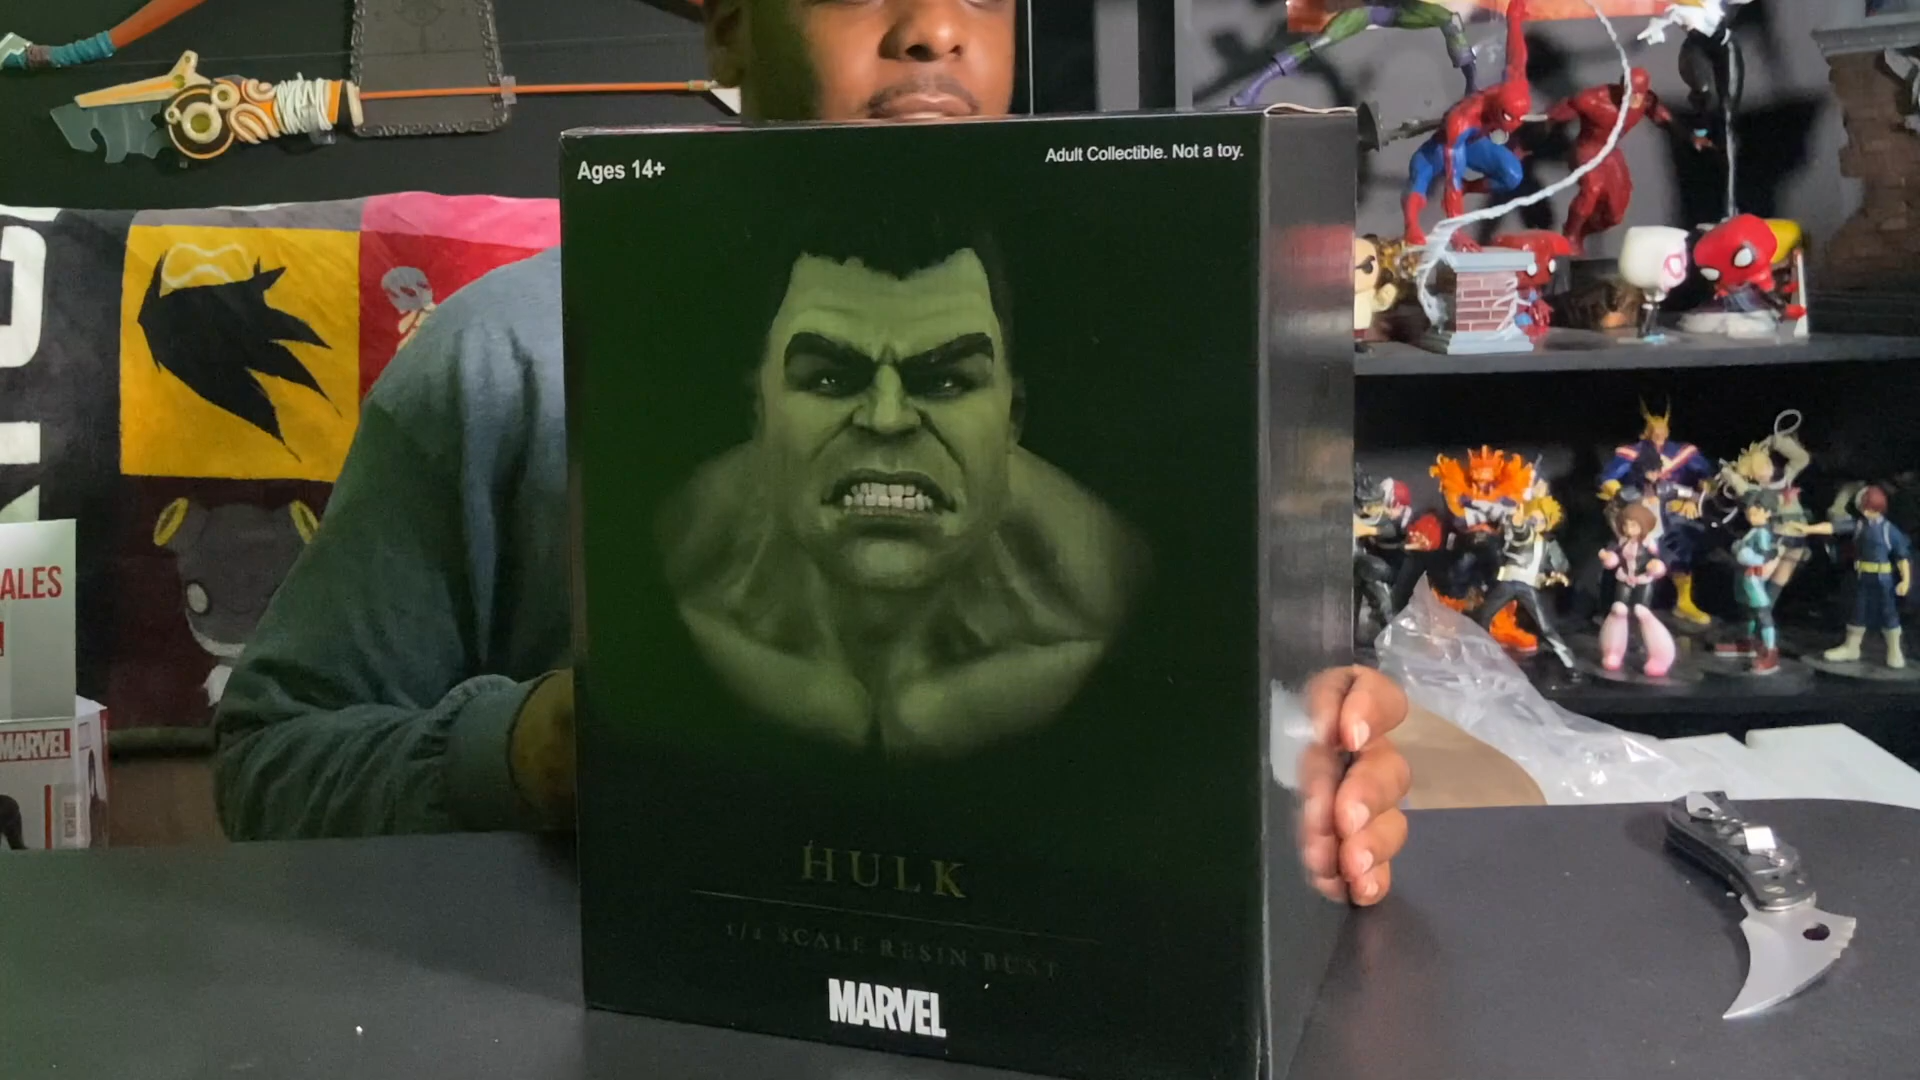 Ages 14+
Adult Collectible. Not a toy.
HULK
SCALE RESIN BUST
MARVEL
ALES
MARVEL